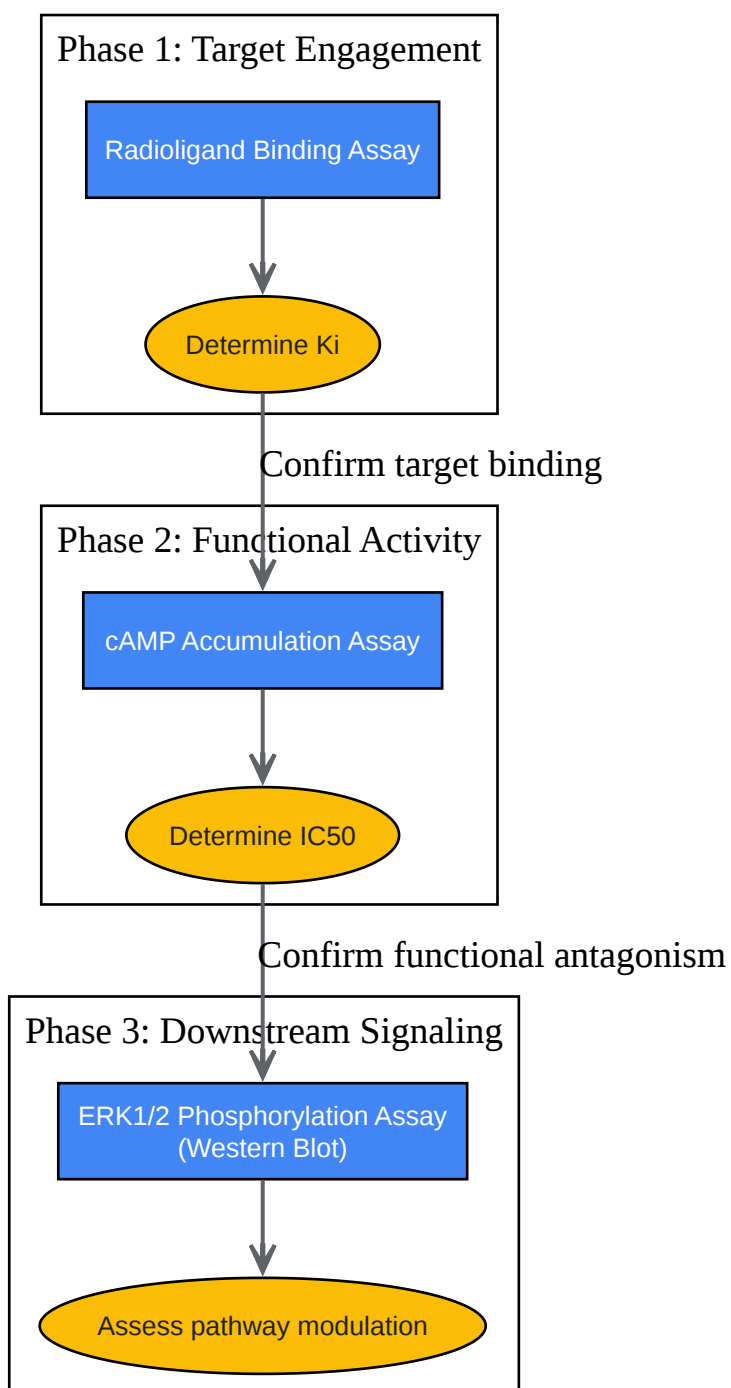 Phase 1: Target Engagement
Radioligand Binding Assay
Determine Ki
Confirm target binding
Phase 2: Functional Activity
cAMP Accumulation Assay
Determine IC50
Confirm functional antagonism
Phase 3: Downstream Signaling
ERK1/2 Phosphorylation Assay
(Western Blot)
Assess pathway modulation